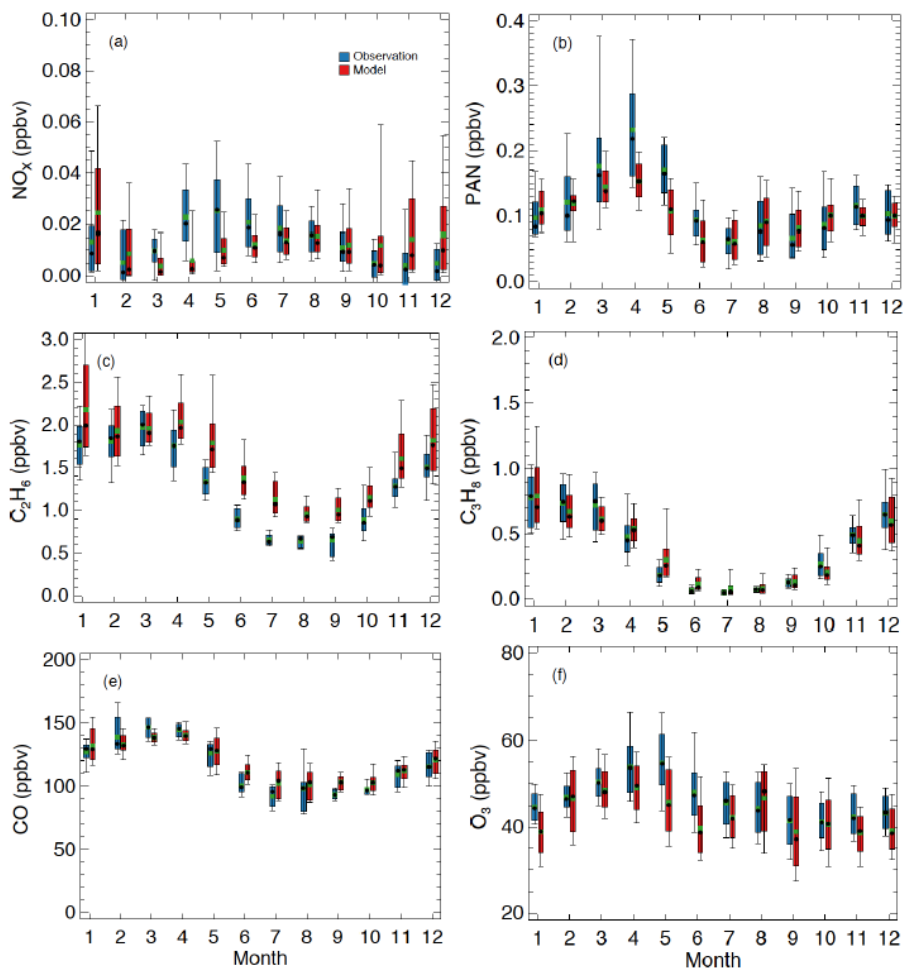 (a)
Observation
Model
NOX (ppbv)
0.10
0.08
0.06
0.04
0.02
0.00
1 2 3 4 5 6 7 8 9 10 11 12
(b)
PAN (ppbv)
0.4
0.3
0.2
0.1
0.0
1 2 3 4 5 6 7 8 9 10 11 12
(c)
C2H6 (ppbv)
3.0
2.5
2.0
1.5
1.0
0.5
0.0
1 2 3 4 5 6 7 8 9 10 11 12
(d)
C3H8 (ppbv)
2.0
1.5
1.0
0.5
0.0
1 2 3 4 5 6 7 8 9 10 11 12
(e)
CO (ppbv)
200
150
100
50
0
1 2 3 4 5 6 7 8 9 10 11 12
Month
(f)
O3 (ppbv)
80
60
40
20
1 2 3 4 5 6 7 8 9 10 11 12
Month